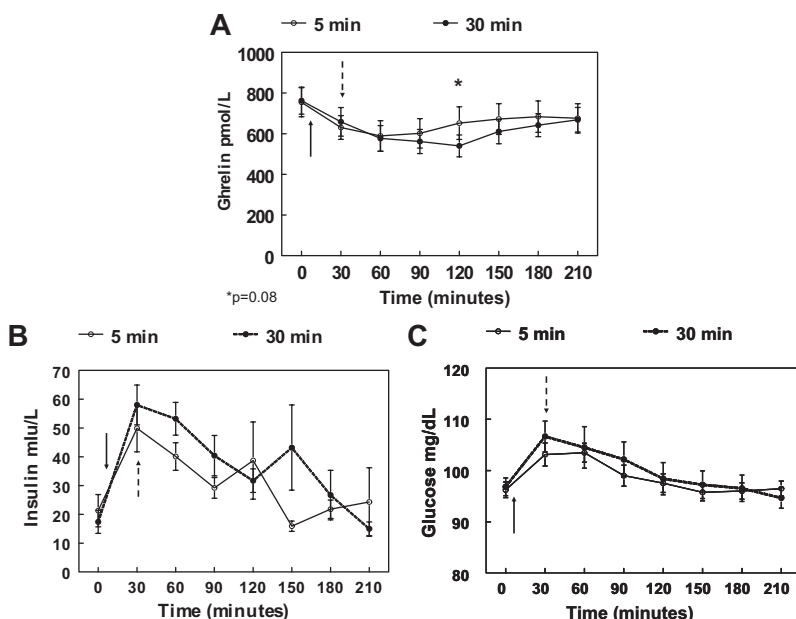 A
5 min 30 min
1000
800
600
400
200
0
Ghrelin pmol/L
*
0 30 60 90 120 150 180 210
Time (minutes)
*p=0.08
B
5 min 30 min
70
60
50
40
30
20
10
0
Insulin mIu/L
0 30 60 90 120 150 180 210
Time (minutes)
C
5 min 30 min
120
110
100
90
80
Glucose mg/dL
0 30 60 90 120 150 180 210
Time (minutes)